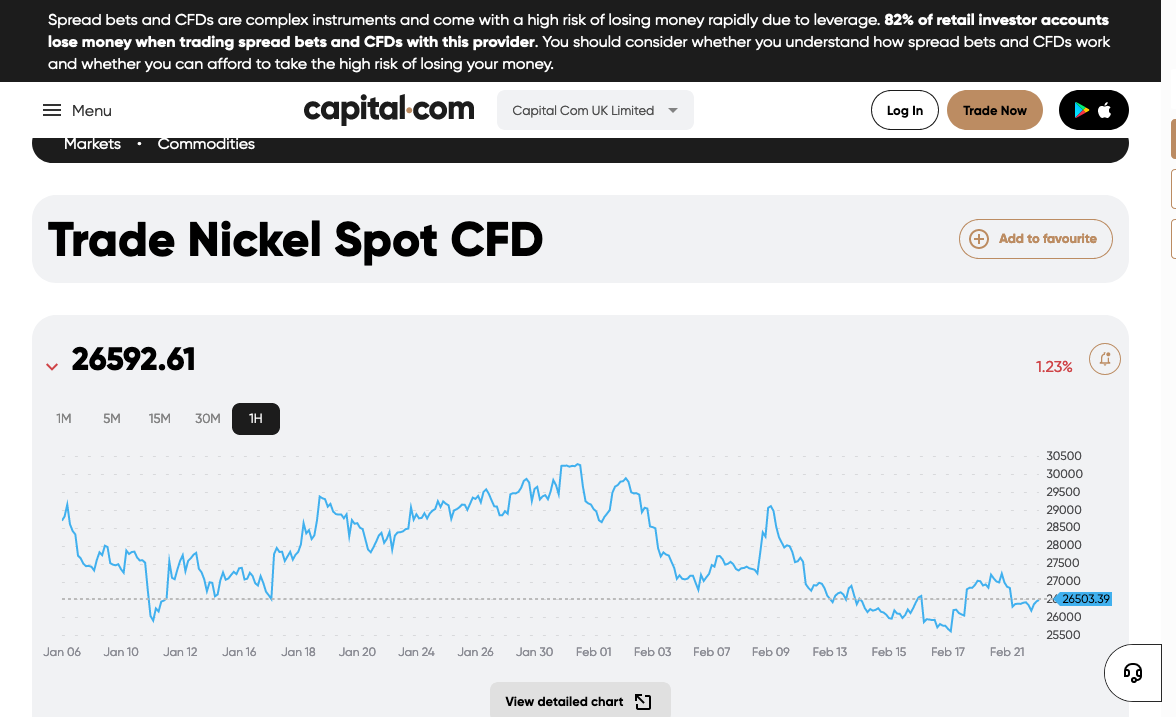 Spread bets and CFDs are complex instruments and come with a high risk of losing money rapidly due to leverage. 82% of retail investor accounts
lose money when trading spread bets and CFDs with this provider. You should consider whether you understand how spread bets and CFDs work
and whether you can afford to take the high risk of losing your money.
Menu
capital.com
Capital Com UK Limited
Log In
Trade Now
Markets • Commodities
Trade Nickel Spot CFD
Add to favourite
26592.61
1.23%
1M 5M 15M 30M 1H
30500
30000
29500
29000
28500
28000
27500
27000
26503.39
26000
25500
Jan 06 Jan 10 Jan 12 Jan 16 Jan 18 Jan 20 Jan 24 Jan 26 Jan 30 Feb 01 Feb 03 Feb 07 Feb 09 Feb 13 Feb 15 Feb 17 Feb 21
View detailed chart